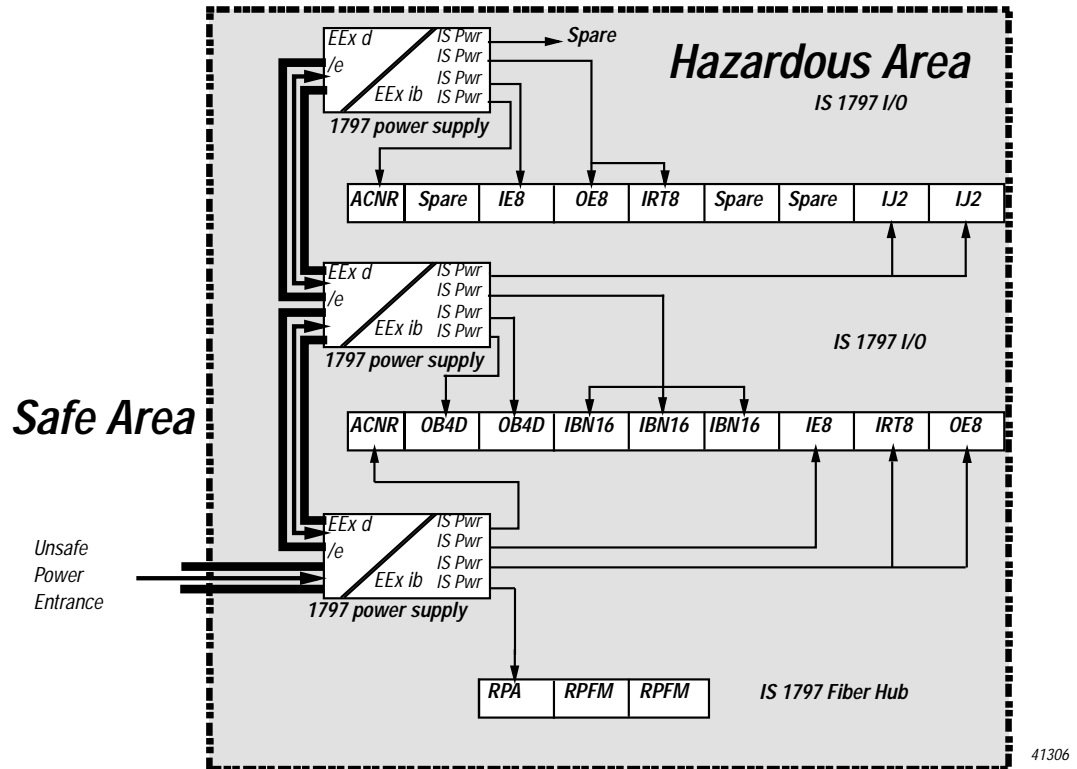 EEx d
/e
EEx ib
IS Pwr
IS Pwr
IS Pwr
IS Pwr
Spare
1797 power supply
Hazardous Area
IS 1797 I/O
ACNR Spare IE8 OE8 IRT8 Spare Spare IJ2 IJ2
EEx d
/e
EEx ib
IS Pwr
IS Pwr
IS Pwr
IS Pwr
1797 power supply
IS 1797 I/O
Safe Area
ACNR OB4D OB4D IBN16 IBN16 IBN16 IE8 IRT8 OE8
EEx d
/e
EEx ib
IS Pwr
IS Pwr
IS Pwr
IS Pwr
1797 power supply
Unsafe
Power
Entrance
RPA RPFM RPFM
IS 1797 Fiber Hub
41306